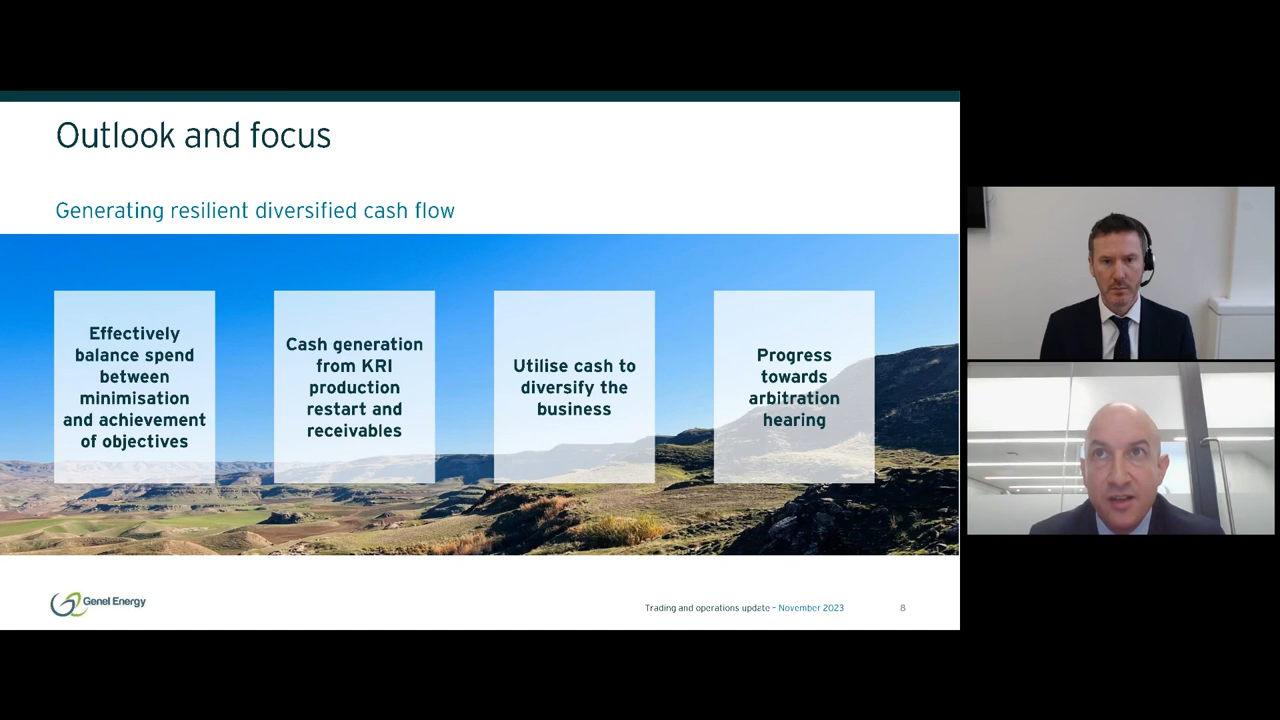 Outlook and focus
Generating resilient diversified cash flow
Effectively
balance spend
between
minimisation
and achievement
of objectives
Cash generation
from KRI
production
restart and
receivables
Utilise cash to
diversify the
business
Progress
towards
arbitration
hearing
Genel Energy
Trading and operations update – November 2023
8